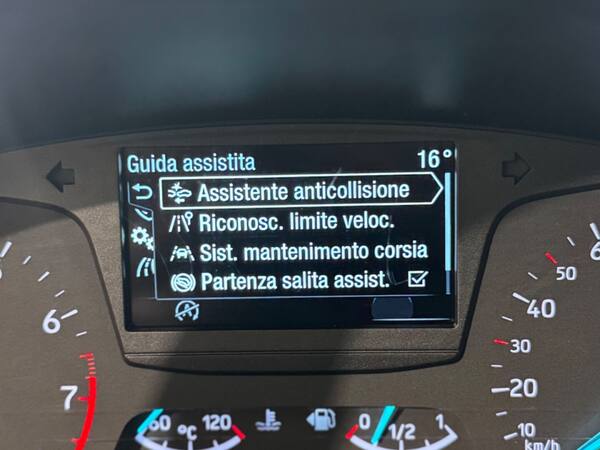 Guida assistita 16°
Assistente anticollisione
Riconosc. limite veloc.
Sist. mantenimento corsia
Partenza salita assist.
6
7
60 °C 120
0 1/2 1
50
40
30
20
10
km/h